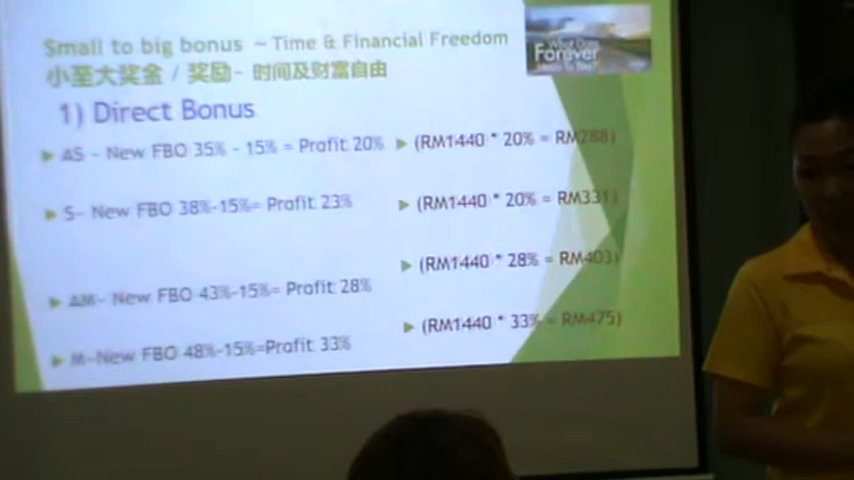 Small to big bonus ~ Time & Financial Freedom
小至大奖金 / 奖励- 时间及财富自由
Forever
1) Direct Bonus
AS - New FBO 35% - 15% = Profit 20% (RM1440 * 20% = RM288)
S- New FBO 38%-15%= Profit 23% (RM1440 * 20% = RM331)
AM- New FBO 43%-15%= Profit 28% (RM1440 * 28% = RM403)
M-New FBO 48%-15%=Profit 33% (RM1440 * 33% = RM475)